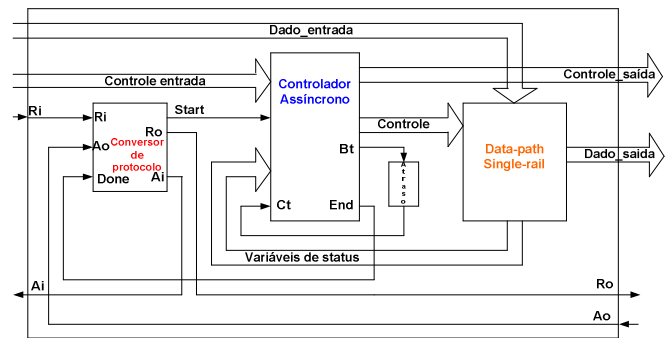 Dado_entrada
Controle entrada
Controlador
Assíncrono
Controle_saída
Ri
Ri
Start
Ro
Ao
Conversor
de
protocolo
Done
Ai
Controle
Bt
Atraso
Data-path
Single-rail
Dado_saida
Ct
End
Variáveis de status
Ai
Ro
Ao